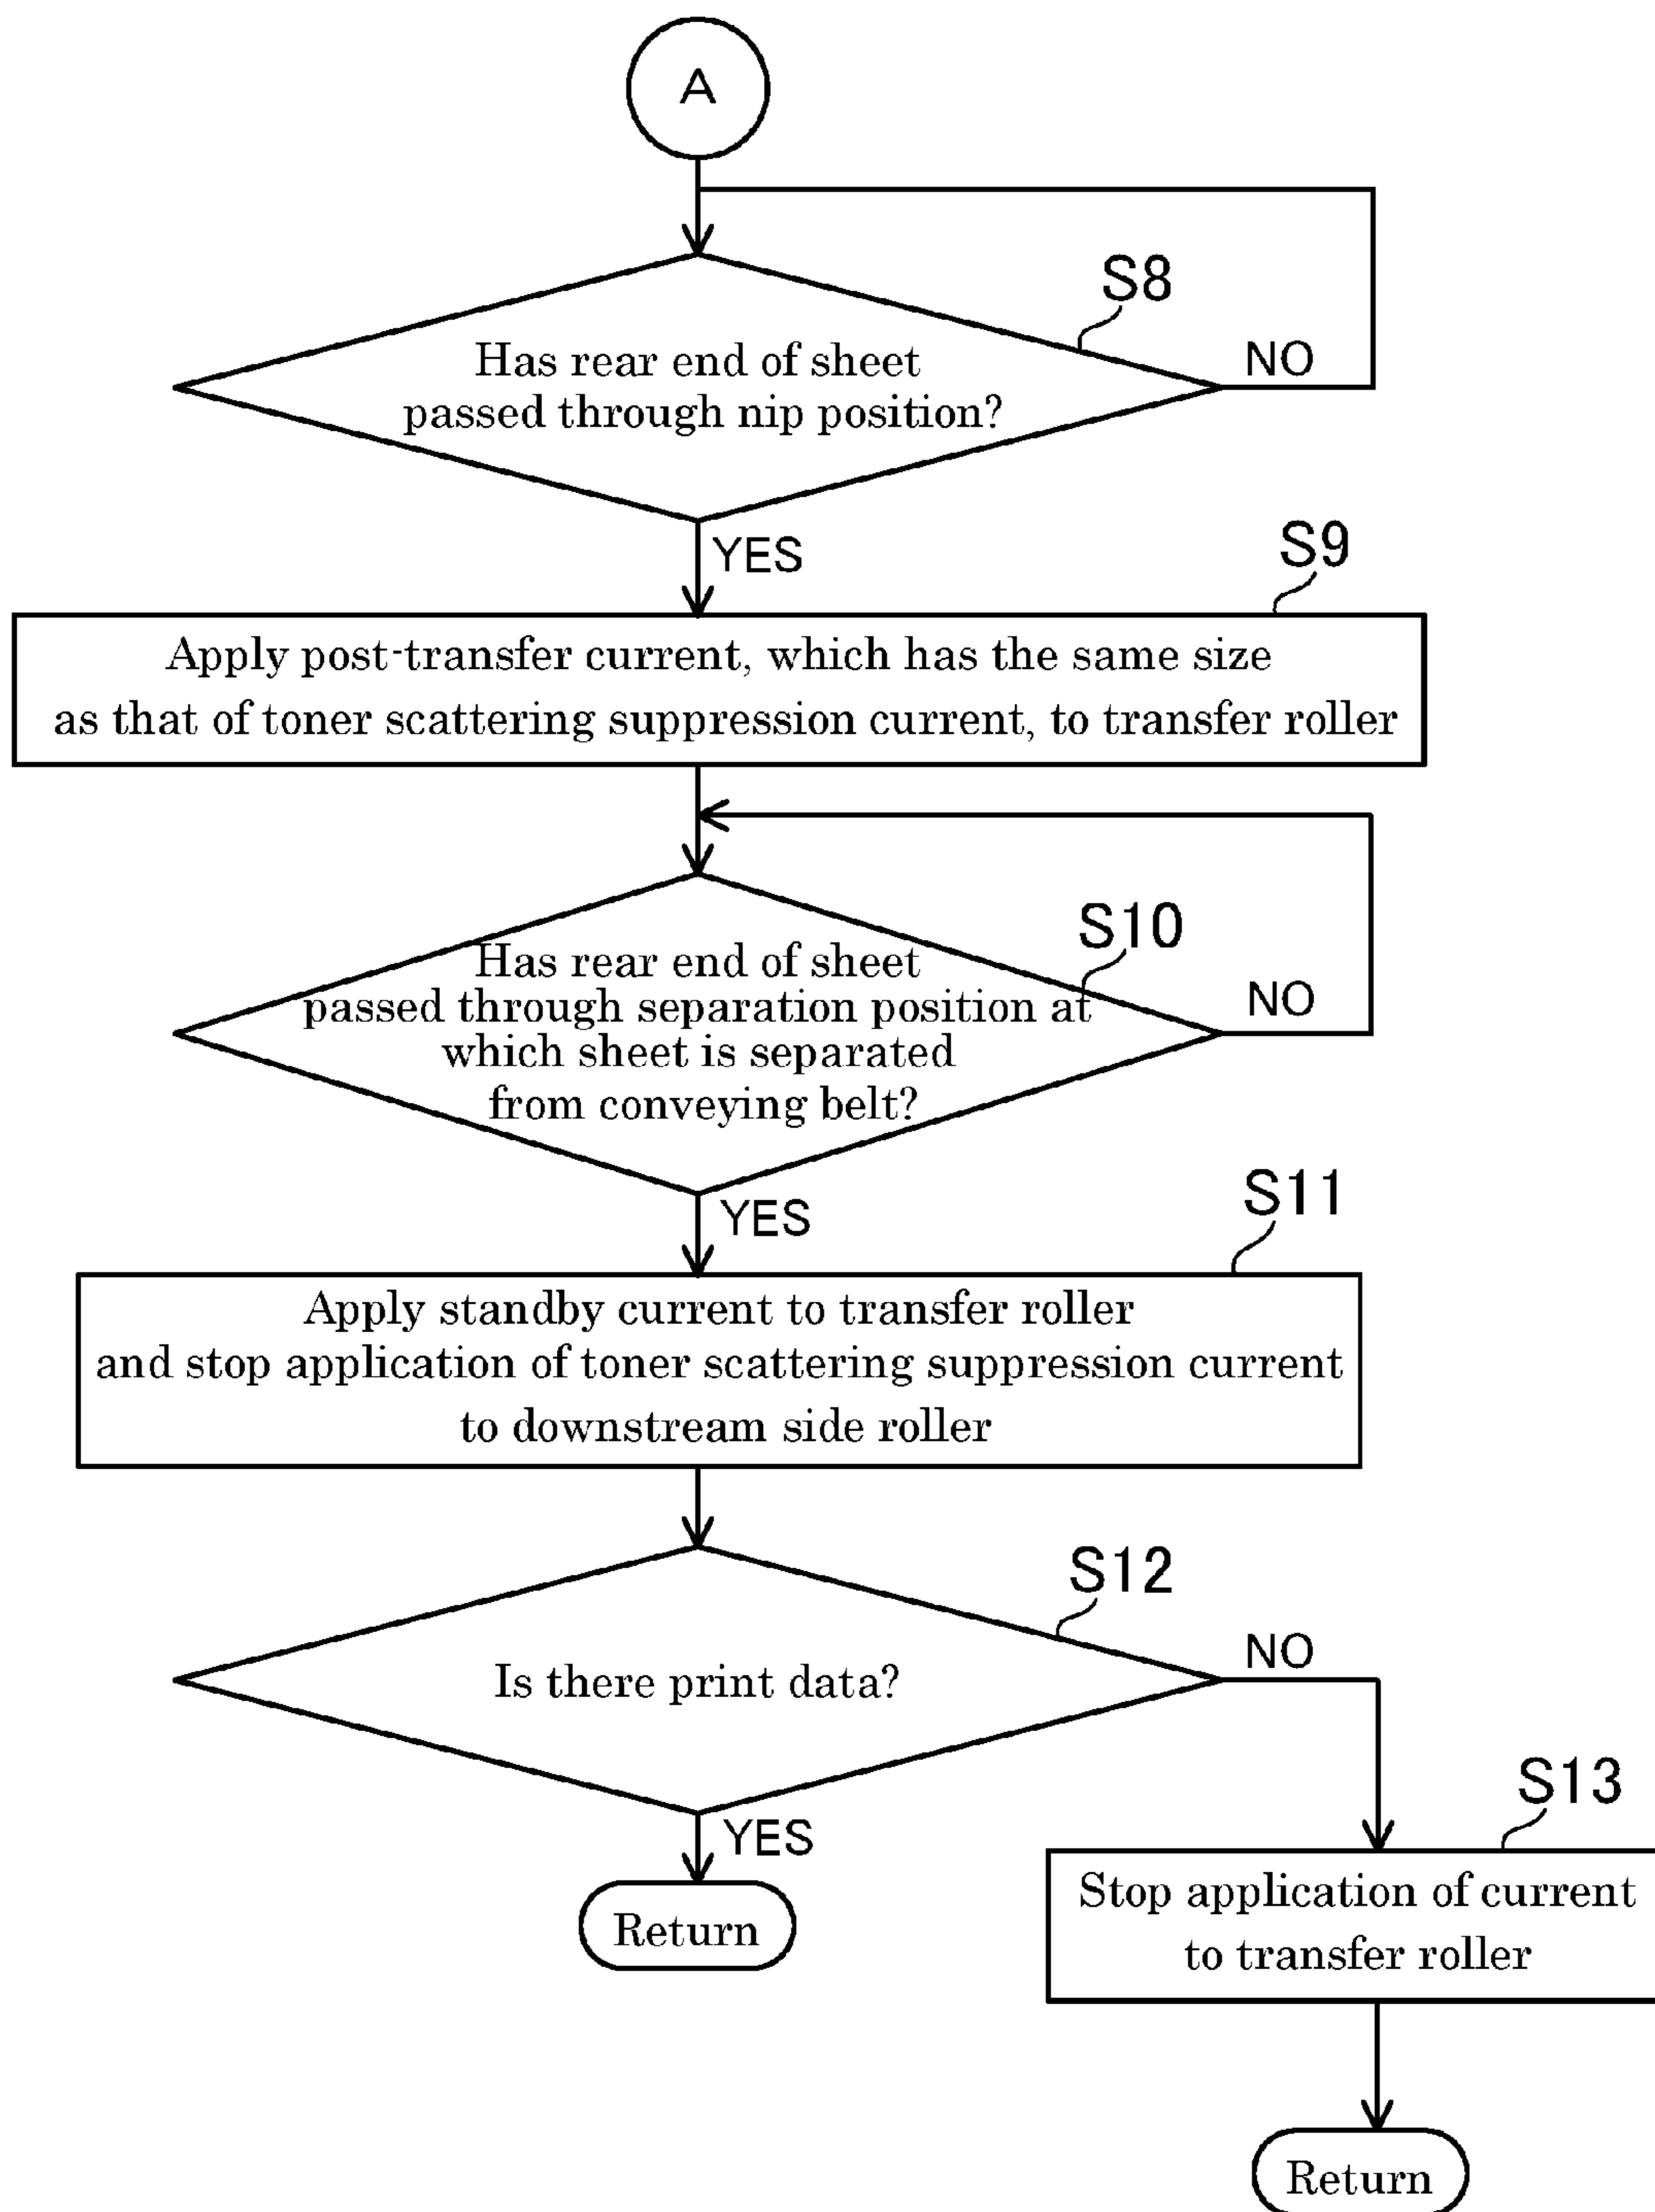 A
S8
Has rear end of sheet
passed through nip position?
NO
YES
S9
Apply post-transfer current, which has the same size
as that of toner scattering suppression current, to transfer roller
S10
Has rear end of sheet
passed through separation position at
which sheet is separated
from conveying belt?
NO
YES
S11
Apply standby current to transfer roller
and stop application of toner scattering suppression current
to downstream side roller
S12
Is there print data?
NO
YES
Return
S13
Stop application of current
to transfer roller
Return